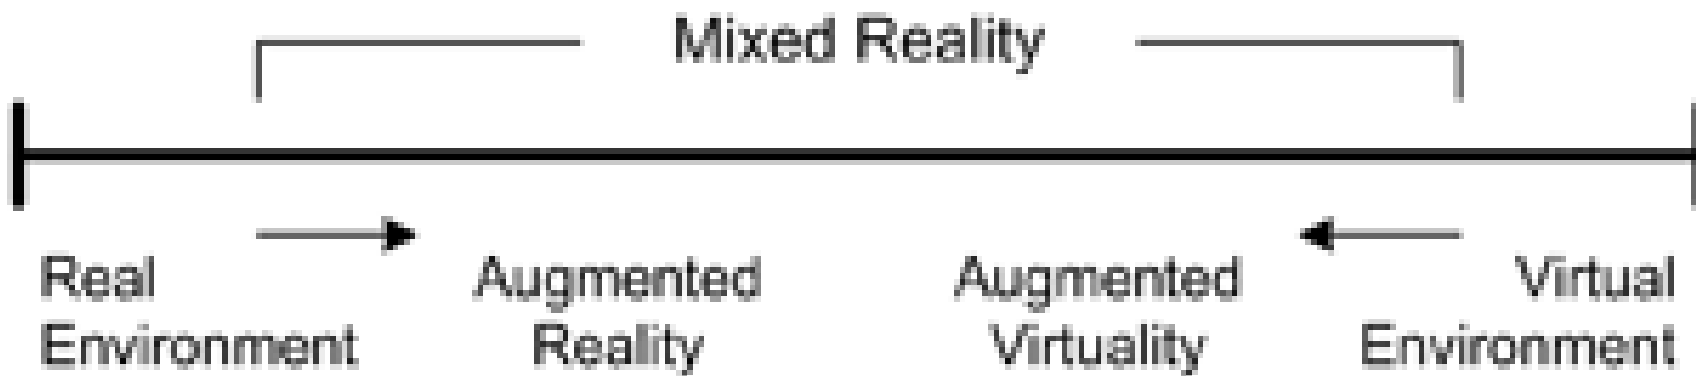 Mixed Reality
Real Environment
Augmented Reality
Augmented Virtuality
Virtual Environment